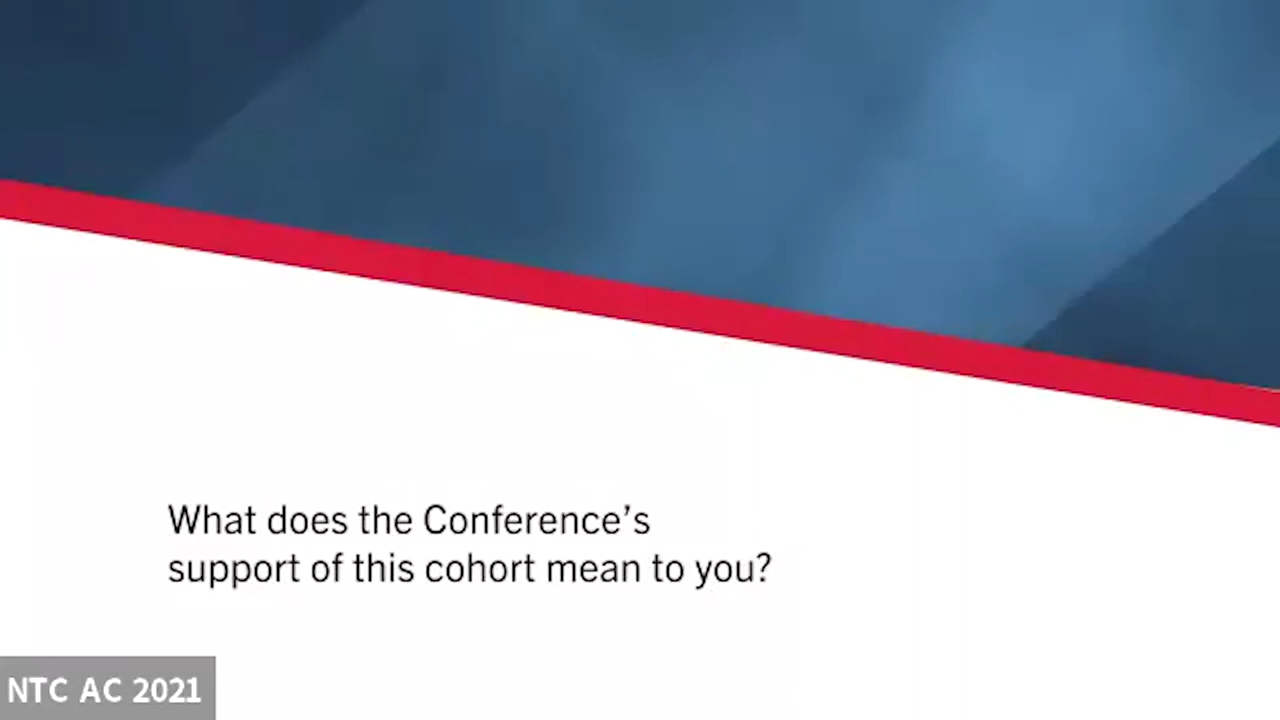 What does the Conference’s
support of this cohort mean to you?
NTC AC 2021